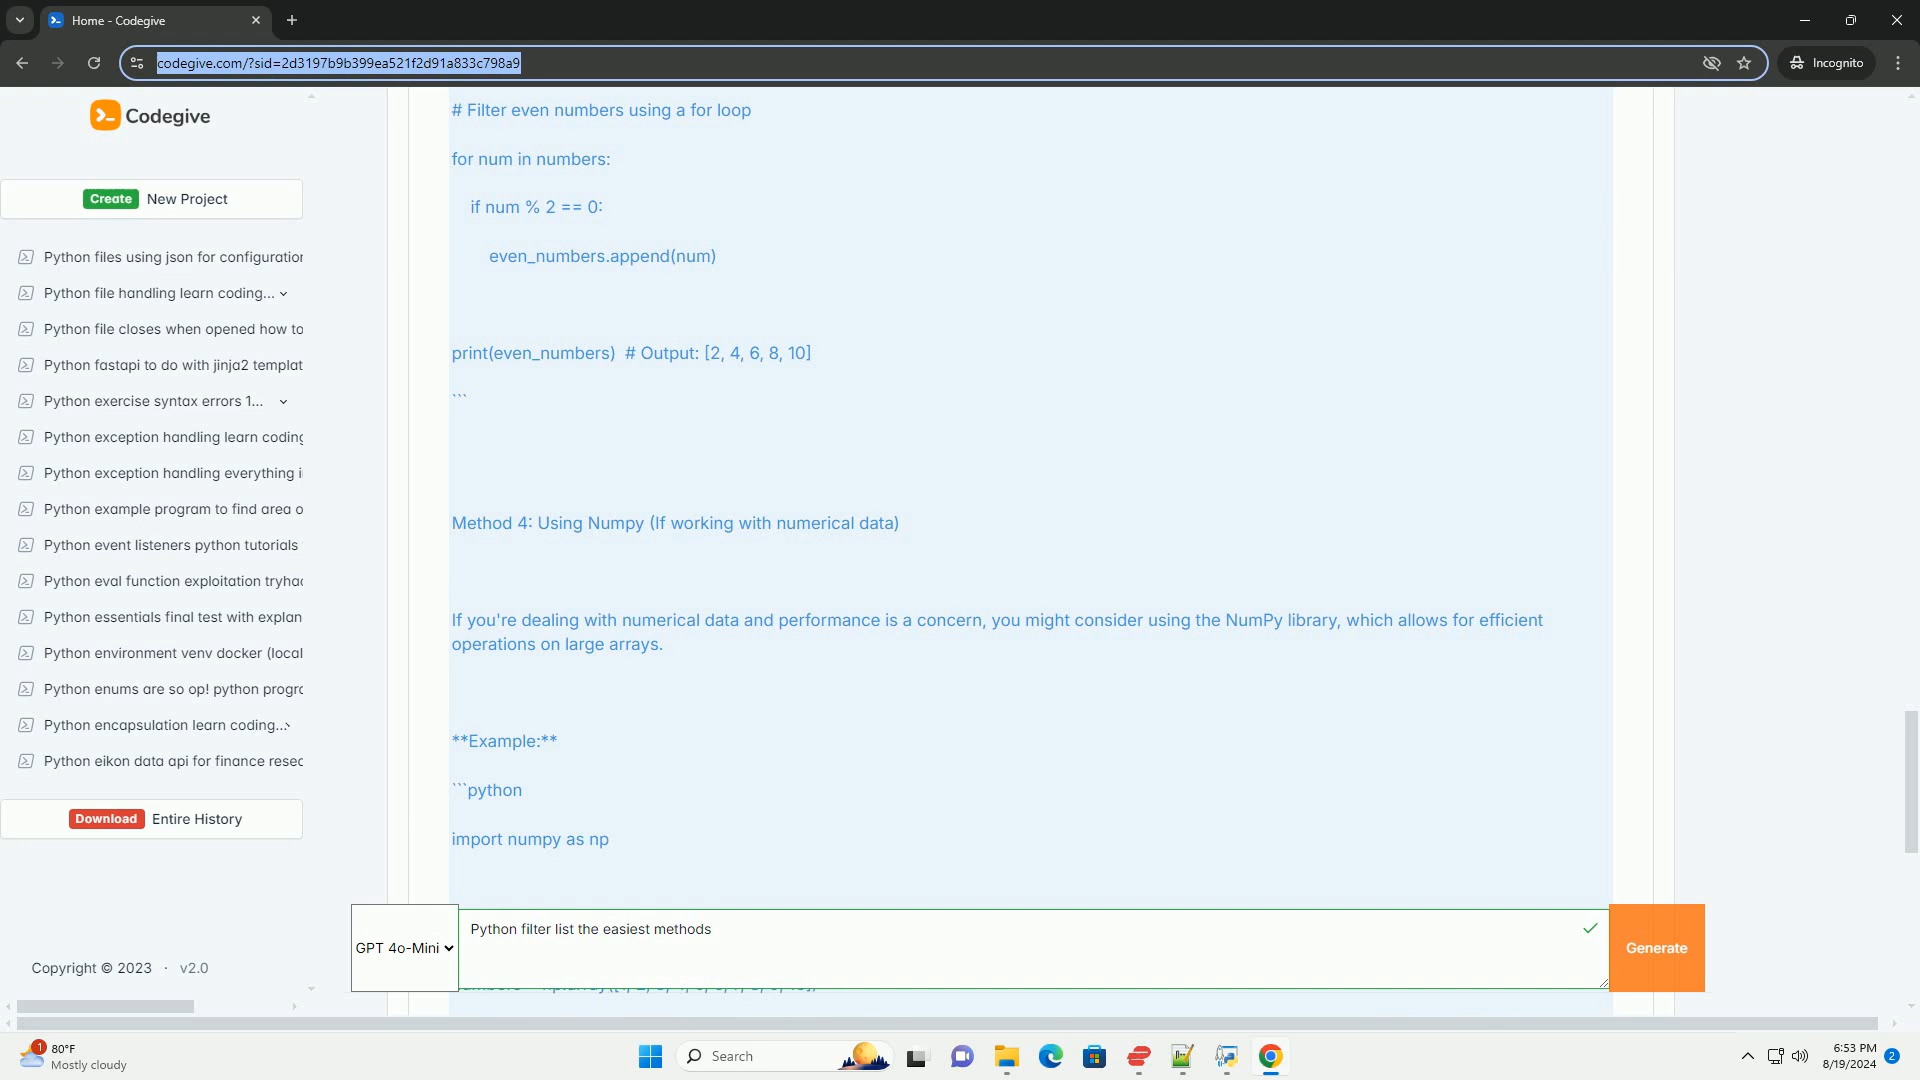 Home - Codegive
codegive.com/?sid=2d3197b9b399ea521f2d91a833c798a9
Incognito
Codegive
Create New Project
Python files using json for configuration
Python file handling learn coding...
Python file closes when opened how to
Python fastapi to do with jinja2 templat
Python exercise syntax errors 1...
Python exception handling learn coding
Python exception handling everything i
Python example program to find area o
Python event listeners python tutorials
Python eval function exploitation tryhac
Python essentials final test with explan
Python environment venv docker (local
Python enums are so op! python progra
Python encapsulation learn coding...
Python eikon data api for finance resea
Download Entire History
Copyright © 2023 · v2.0
# Filter even numbers using a for loop
for num in numbers:
if num % 2 == 0:
even_numbers.append(num)
print(even_numbers) # Output: [2, 4, 6, 8, 10]
```
Method 4: Using Numpy (If working with numerical data)
If you're dealing with numerical data and performance is a concern, you might consider using the NumPy library, which allows for efficient
operations on large arrays.
**Example:**
```python
import numpy as np
GPT 4o-Mini
Python filter list the easiest methods
Generate
1
80°F
Mostly cloudy
Search
6:53 PM
8/19/2024
2